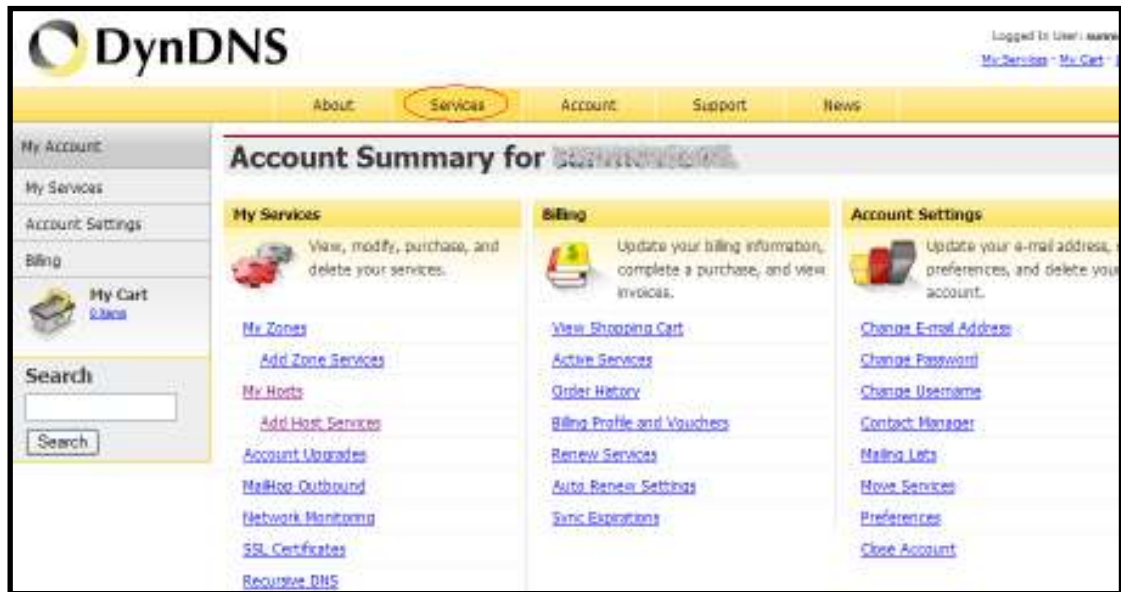 DynDNS
Logged In User:
My Services - My Cart -
About Services Account Support News
My Account
My Services
Account Settings
Billing
My Cart
0 items
Search
Search
Account Summary for
My Services
View, modify, purchase, and
delete your services.
My Zones
Add Zone Services
My Hosts
Add Host Services
Account Upgrades
MailHop Outbound
Network Monitoring
SSL Certificates
Recursive DNS
Billing
Update your billing information,
complete a purchase, and view
invoices.
View Shopping Cart
Active Services
Order History
Billing Profile and Vouchers
Renew Services
Auto Renew Settings
Sync Expirations
Account Settings
Update your e-mail address,
preferences, and delete your
account.
Change E-mail Address
Change Password
Change Username
Contact Manager
Mailing Lists
Move Services
Preferences
Close Account